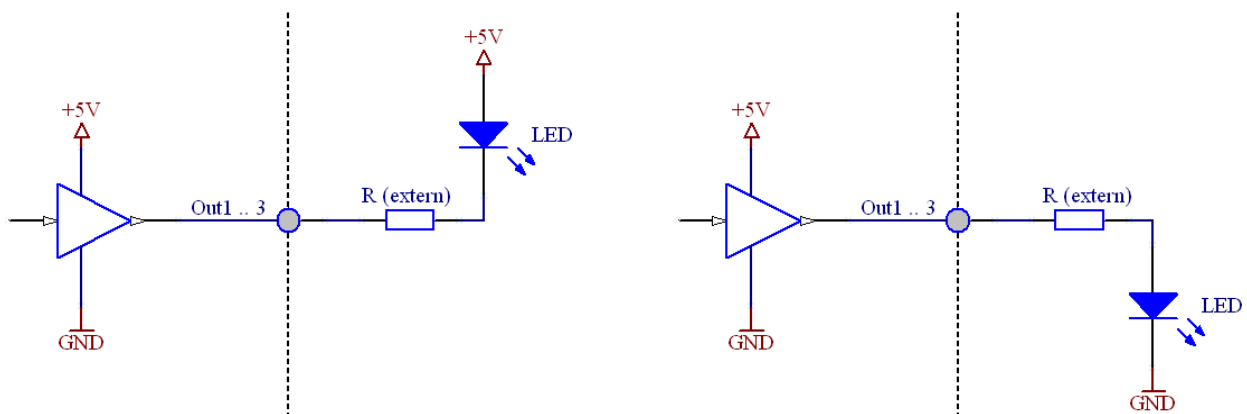 +5V
+5V
LED
Out1 .. 3
R (extern)
GND
+5V
Out1 .. 3
R (extern)
LED
GND
GND